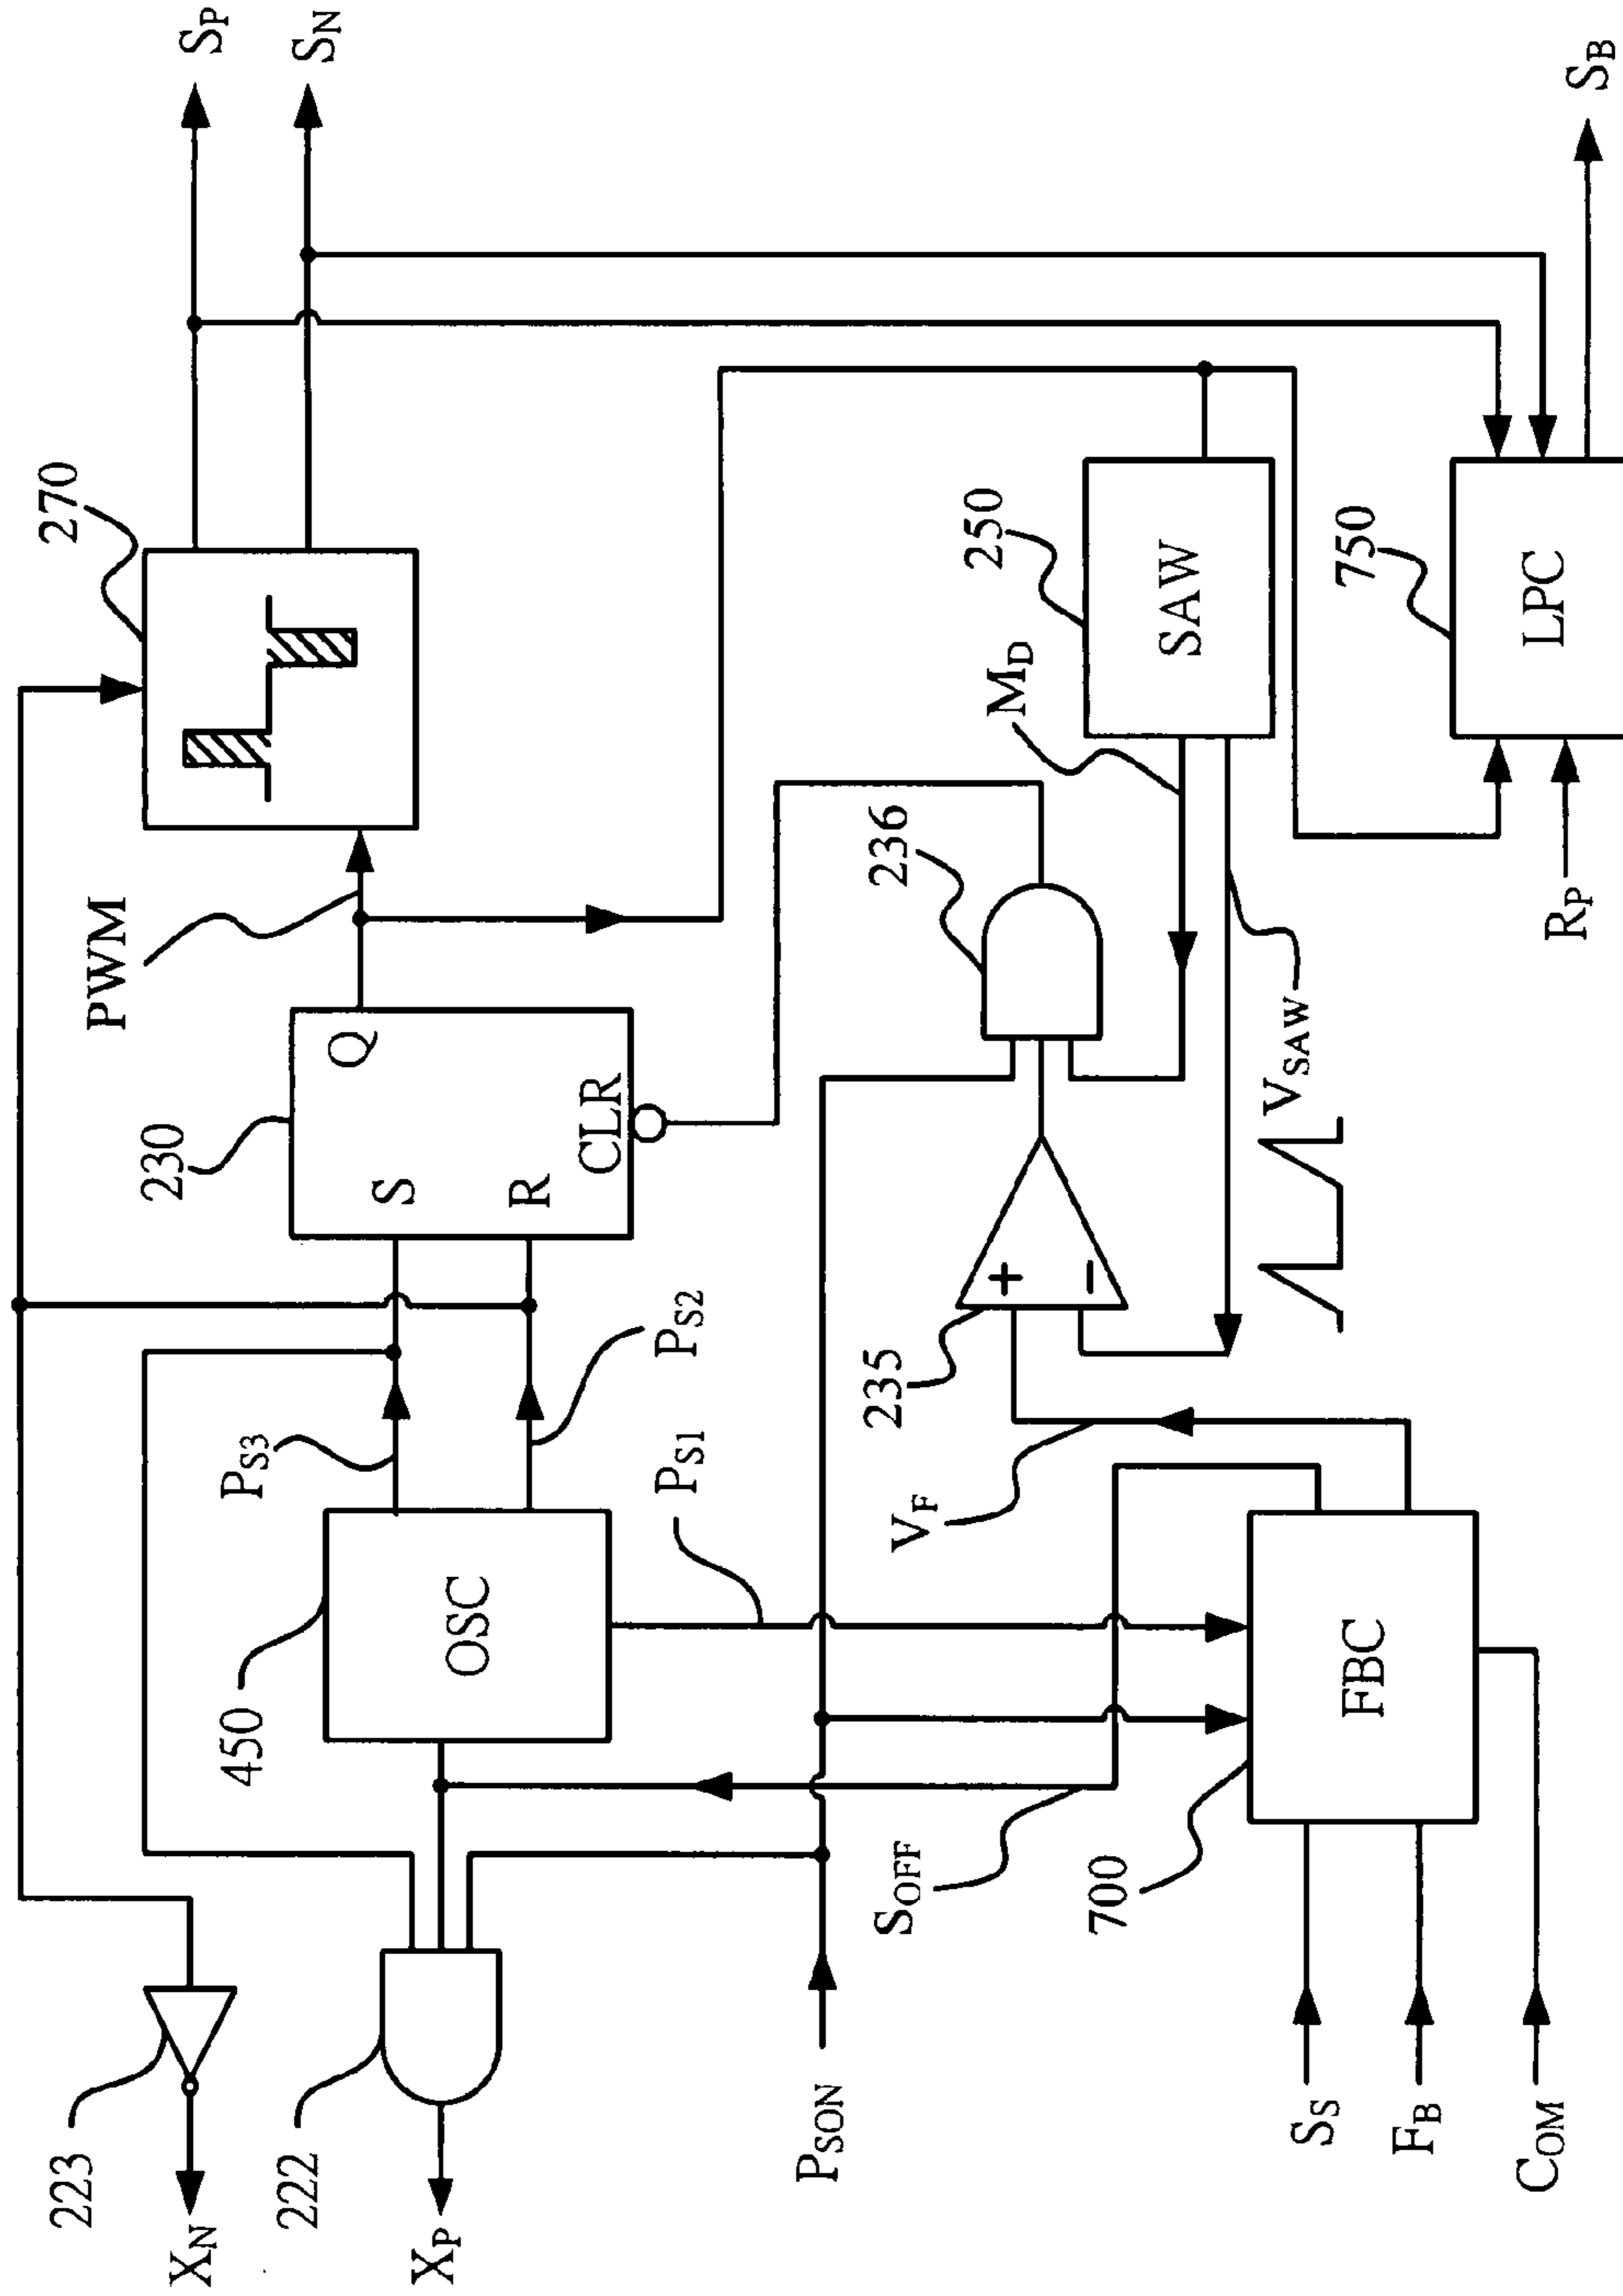 223
X_N
222
X_P
450
OSC
P_S3
P_S2
P_S1
230
S
R
Q
CLR
PWM
270
S_P
S_N
P_SON
S_OFF
V_F
235
+
−
236
M_D
250
SAW
V_SAW
700
FBC
S_S
F_B
C_OM
750
LPC
R_P
S_B